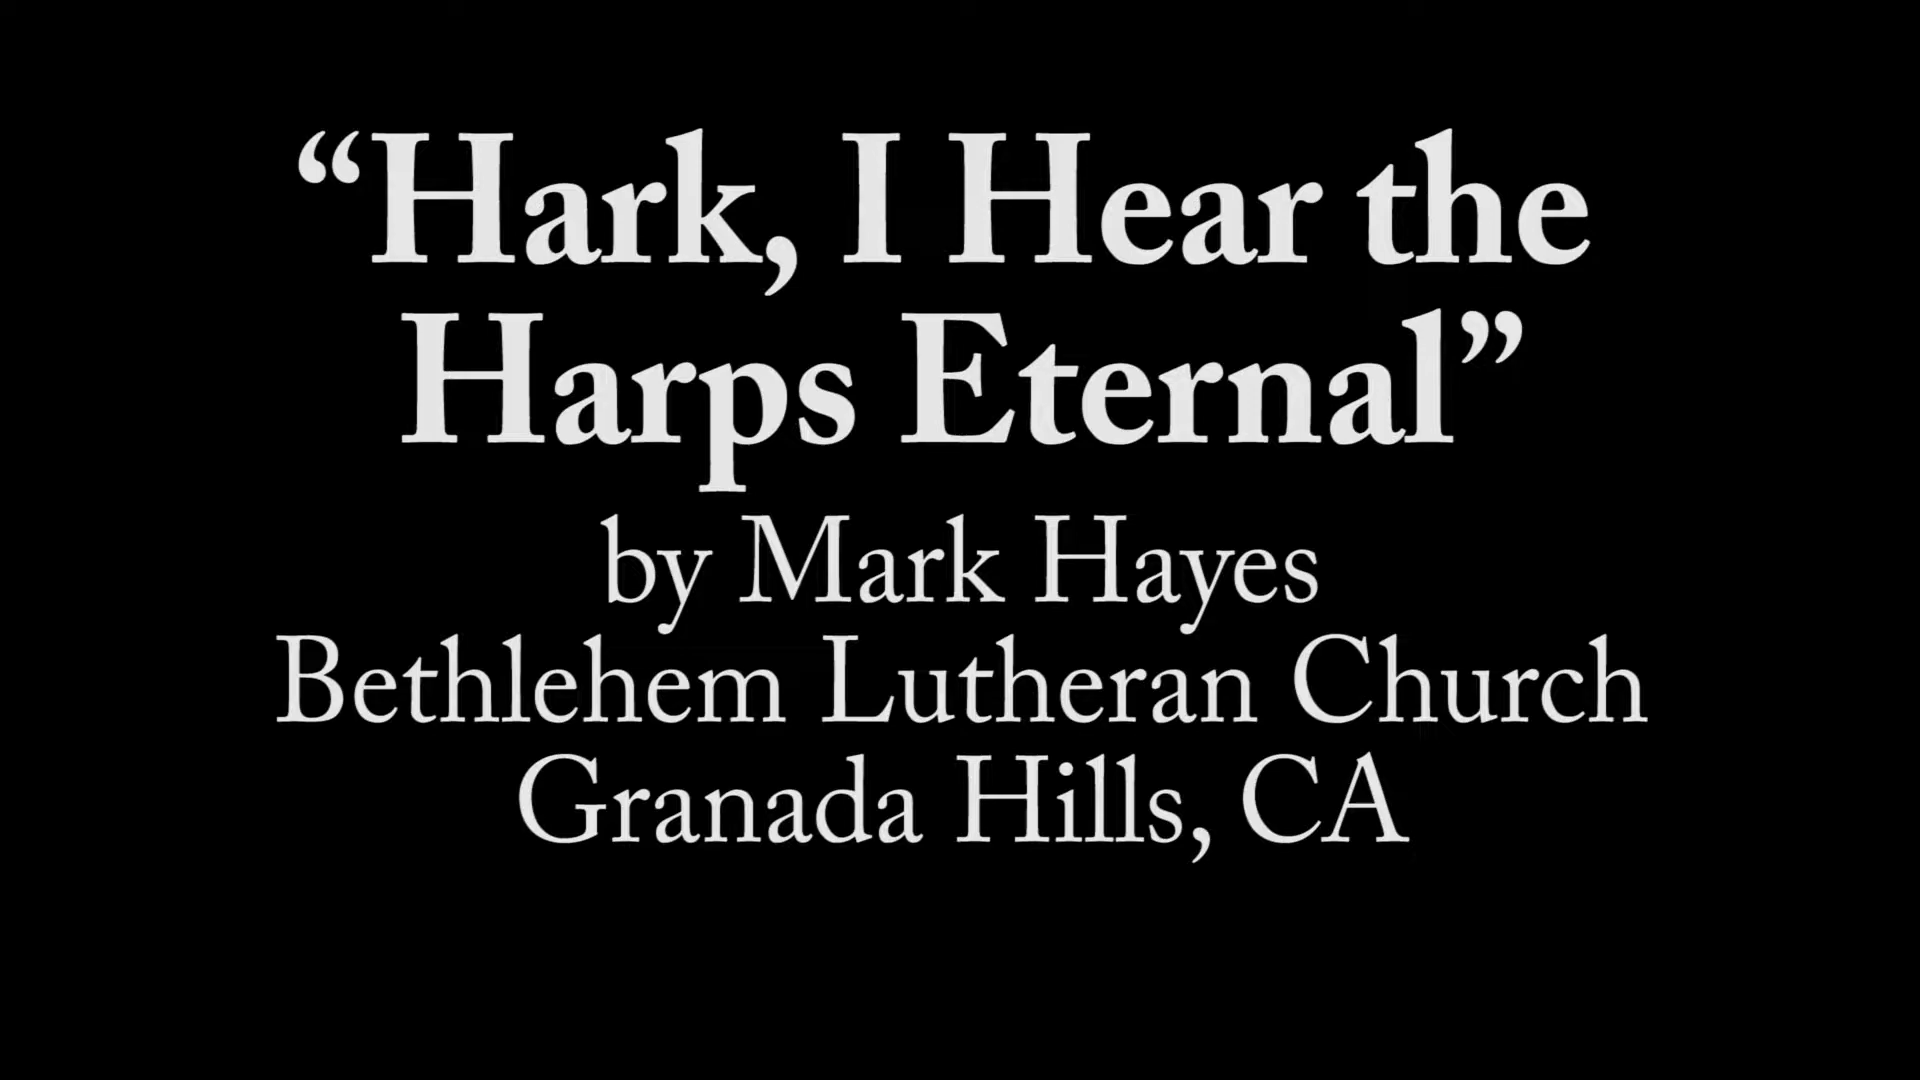 “Hark, I Hear the
Harps Eternal”
by Mark Hayes
Bethlehem Lutheran Church
Granada Hills, CA